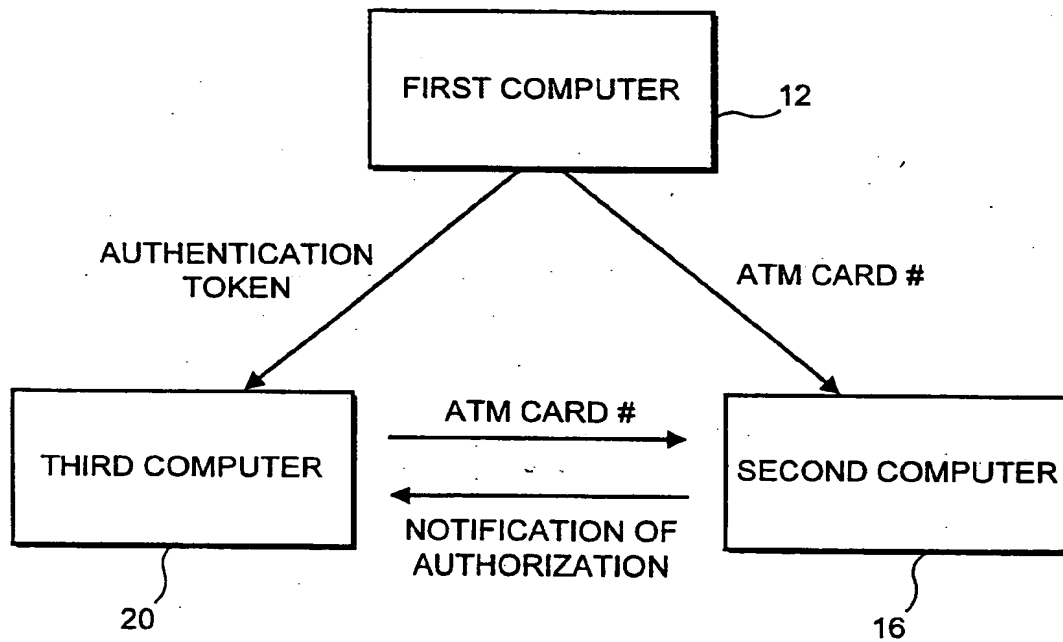 FIRST COMPUTER
12
AUTHENTICATION
TOKEN
ATM CARD #
THIRD COMPUTER
ATM CARD #
SECOND COMPUTER
NOTIFICATION OF
AUTHORIZATION
20
16